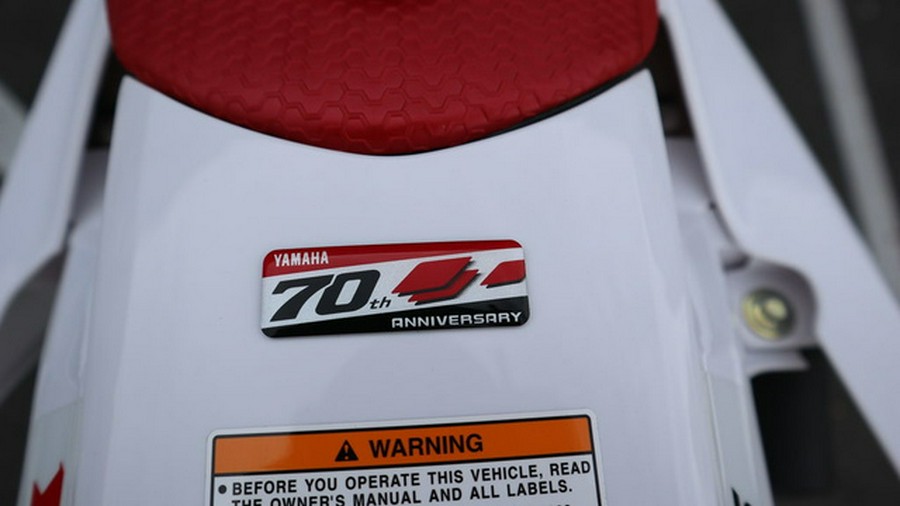 YAMAHA
70th
ANNIVERSARY
WARNING
• BEFORE YOU OPERATE THIS VEHICLE, READ
THE OWNER'S MANUAL AND ALL LABELS.